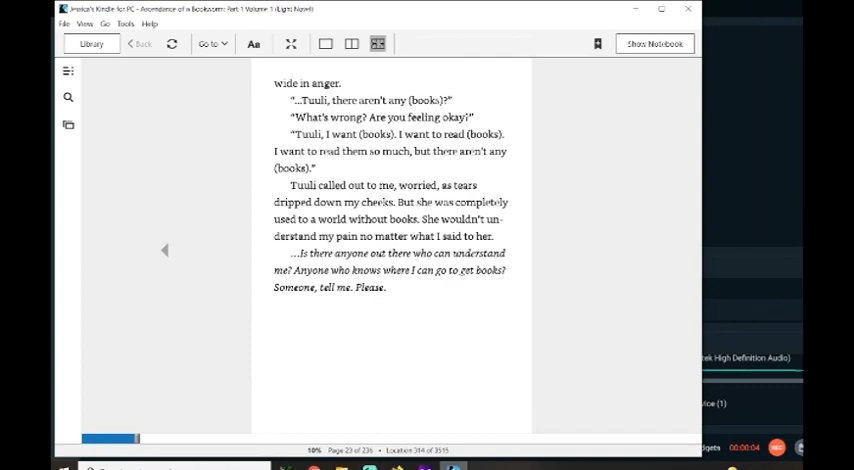 Jessica's Kindle for PC - Ascendance of a Bookworm: Part 1 Volume 1 (Light Novel)
File View Go Tools Help
Library Back Go to Aa Show Notebook
wide in anger.
“...Tuuli, there aren't any (books)?”
“What's wrong? Are you feeling okay?”
“Tuuli, I want (books). I want to read (books).
I want to read them so much, but there aren't any
(books).”
Tuuli called out to me, worried, as tears
dripped down my cheeks. But she was completely
used to a world without books. She wouldn't un-
derstand my pain no matter what I said to her.
...Is there anyone out there who can understand
me? Anyone who knows where I can go to get books?
Someone, tell me. Please.
tek High Definition Audio)
vice (1)
dgets 00:00:04 REC
10% Page 23 of 236 • Location 314 of 3515